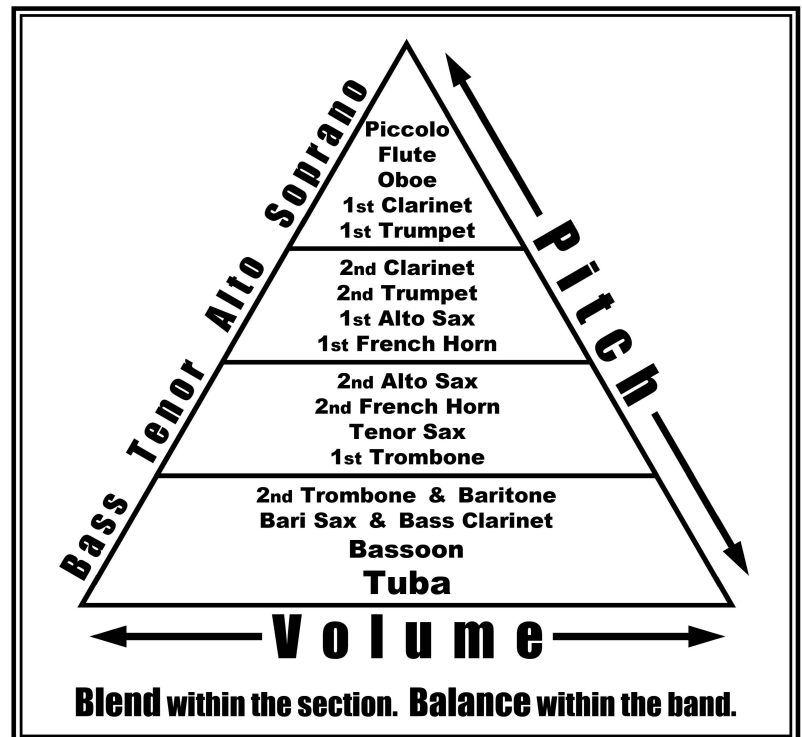 Soprano
Alto
Tenor
Bass
Piccolo
Flute
Oboe
1st Clarinet
1st Trumpet
2nd Clarinet
2nd Trumpet
1st Alto Sax
1st French Horn
2nd Alto Sax
2nd French Horn
Tenor Sax
1st Trombone
2nd Trombone & Baritone
Bari Sax & Bass Clarinet
Bassoon
Tuba
Pitch
Volume
Blend within the section. Balance within the band.